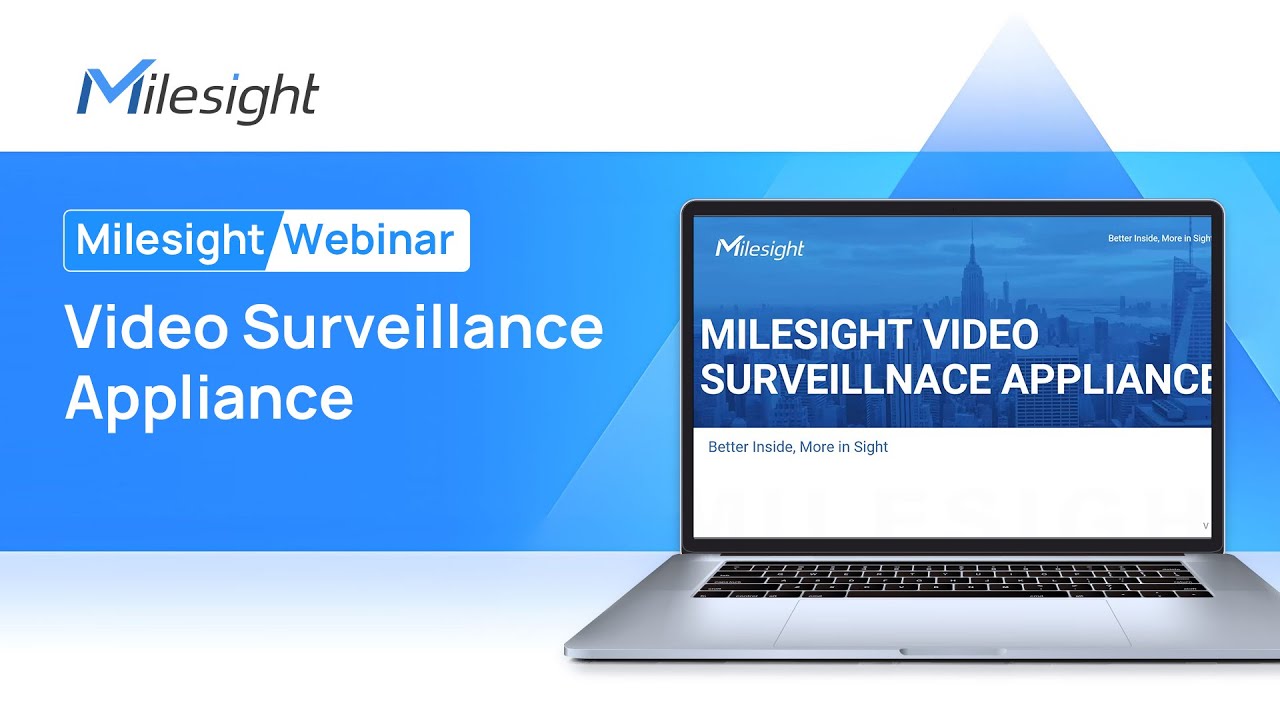 Milesight
Milesight Webinar
Video Surveillance
Appliance
Milesight
Better Inside, More in Sight
MILESIGHT VIDEO
SURVEILLNACE APPLIANCE
Better Inside, More in Sight
MILESIGH
V